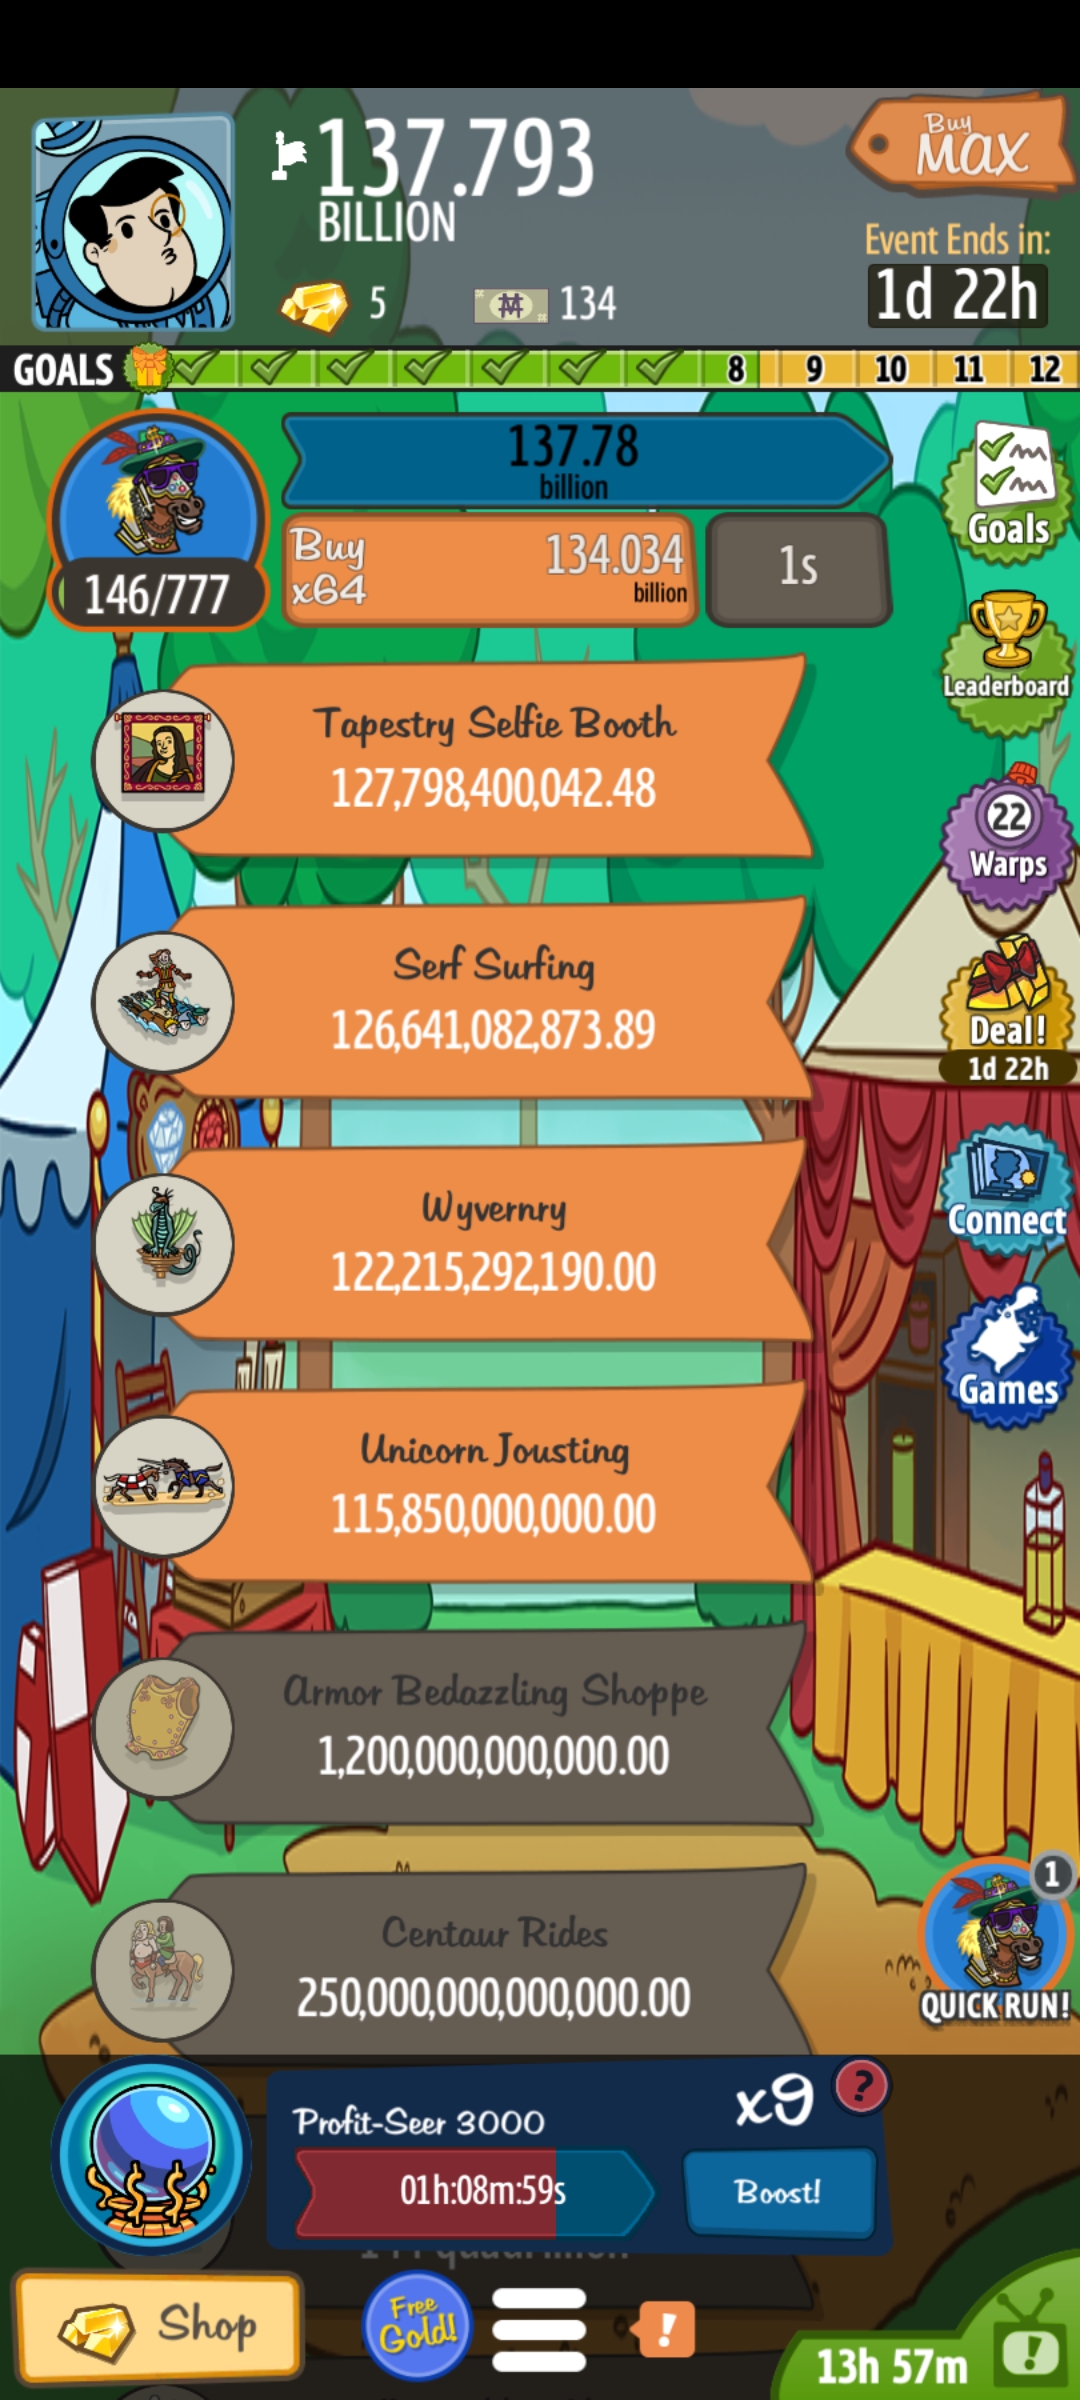 137.793
BILLION
Buy
MAX
Event Ends in:
1d 22h
5
134
GOALS
8
9
10
11
12
137.78
billion
146/777
Buy
x64
134.034
billion
1s
Goals
Leaderboard
Tapestry Selfie Booth
127,798,400,042.48
22
Warps
Serf Surfing
126,641,082,873.89
Deal!
1d 22h
Wyvernry
122,215,292,190.00
Connect
Games
Unicorn Jousting
115,850,000,000.00
Armor Bedazzling Shoppe
1,200,000,000,000.00
Centaur Rides
250,000,000,000,000.00
1
QUICK RUN!
Profit-Seer 3000
x9
?
01h:08m:59s
Boost!
Shop
Free
Gold!
!
13h 57m
!